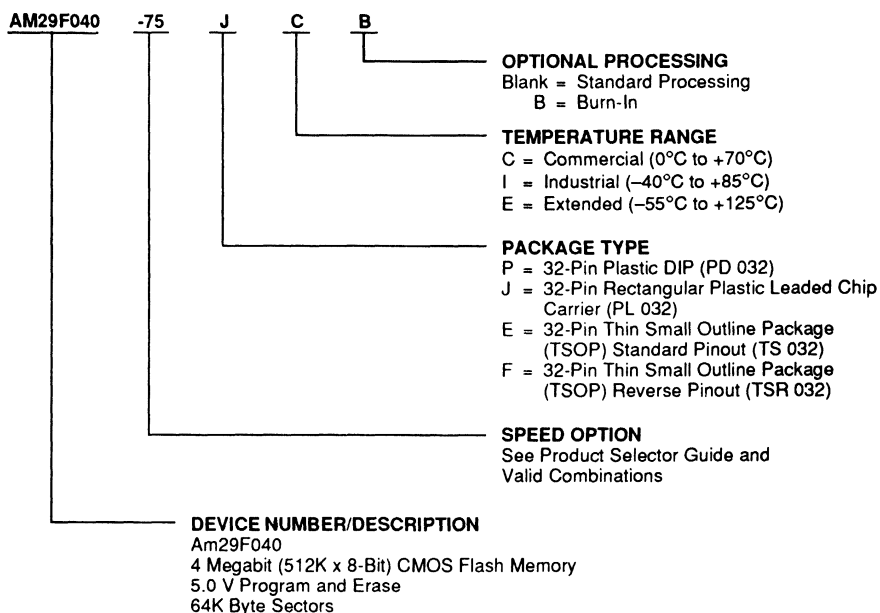 AM29F040 -75 J C B
OPTIONAL PROCESSING
Blank = Standard Processing
B = Burn-In
TEMPERATURE RANGE
C = Commercial (0°C to +70°C)
I = Industrial (–40°C to +85°C)
E = Extended (–55°C to +125°C)
PACKAGE TYPE
P = 32-Pin Plastic DIP (PD 032)
J = 32-Pin Rectangular Plastic Leaded Chip
Carrier (PL 032)
E = 32-Pin Thin Small Outline Package
(TSOP) Standard Pinout (TS 032)
F = 32-Pin Thin Small Outline Package
(TSOP) Reverse Pinout (TSR 032)
SPEED OPTION
See Product Selector Guide and
Valid Combinations
DEVICE NUMBER/DESCRIPTION
Am29F040
4 Megabit (512K x 8-Bit) CMOS Flash Memory
5.0 V Program and Erase
64K Byte Sectors